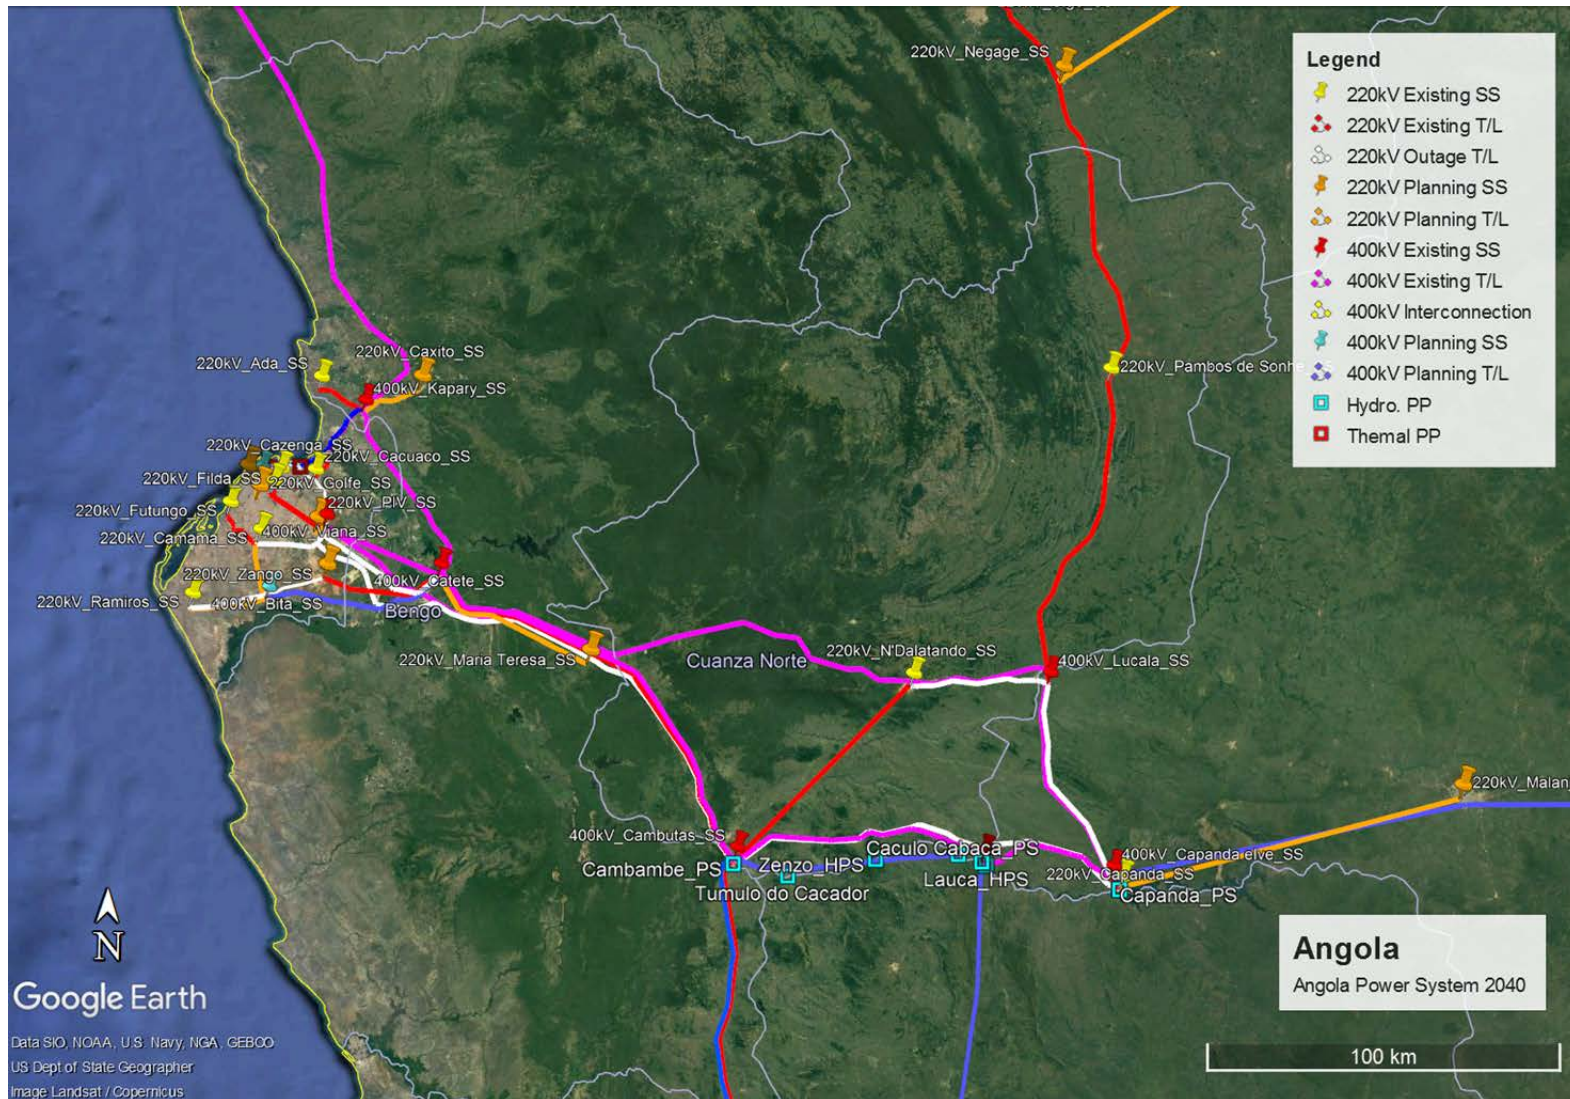 220kV_Negage_SS
Legend
220kV Existing SS
220kV Existing T/L
220kV Outage T/L
220kV Planning SS
220kV Planning T/L
400kV Existing SS
400kV Existing T/L
400kV Interconnection
400kV Planning SS
400kV Planning T/L
Hydro. PP
Themal PP
220kV_Caxito_SS
220kV_Ada_SS
400kV_Kapary_SS
220kV_Pambos de Sonhe
220kV_Cazenga_SS
220kV_Cacuaco_SS
220kV_Filda_SS
220kV_Golfe_SS
220kV_PIV_SS
220kV_Futungo_SS
400kV_Viana_SS
220kV_Camama_SS
220kV_Zango_SS
400kV_Catete_SS
220kV_Ramiros_SS
400kV_Bita_SS
Bengo
220kV_Maria Teresa_SS
Cuanza Norte
220kV_N'Dalatando_SS
400kV_Lucala_SS
220kV_Malanj
400kV_Cambutas_SS
Caculo Cabaca_PS
400kV_Capanda elve_SS
Cambambe_PS
Zenzo_HPS
Lauca_HPS
220kV_Capanda_SS
Tumulo do Cacador
Capanda_PS
N
Angola
Angola Power System 2040
Google Earth
Data SIO, NOAA, U.S. Navy, NGA, GEBCO
US Dept of State Geographer
Image Landsat / Copernicus
100 km